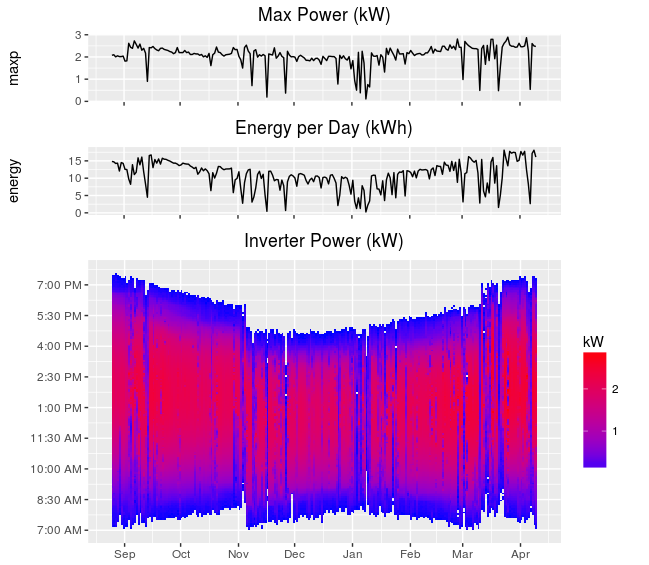 Max Power (kW)
maxp
3
2
1
0
Energy per Day (kWh)
energy
15
10
5
0
Inverter Power (kW)
7:00 PM
5:30 PM
4:00 PM
2:30 PM
1:00 PM
11:30 AM
10:00 AM
8:30 AM
7:00 AM
Sep Oct Nov Dec Jan Feb Mar Apr
kW
2
1